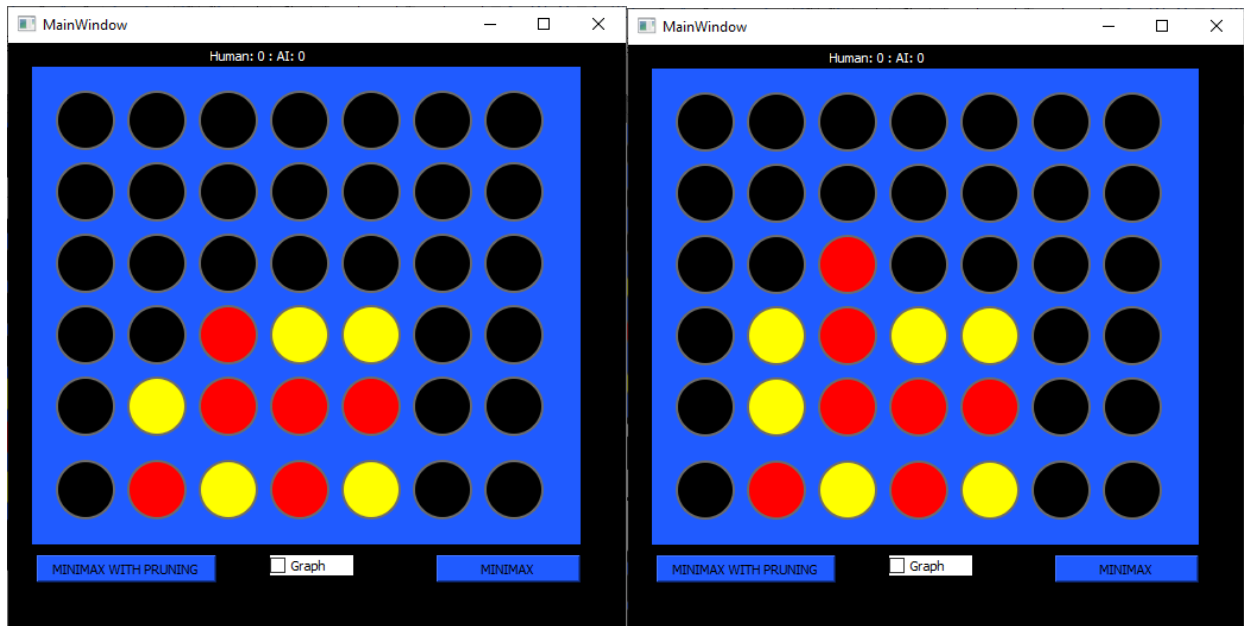 MainWindow
Human: 0 : AI: 0
MINIMAX WITH PRUNING
Graph
MINIMAX
MainWindow
Human: 0 : AI: 0
MINIMAX WITH PRUNING
Graph
MINIMAX